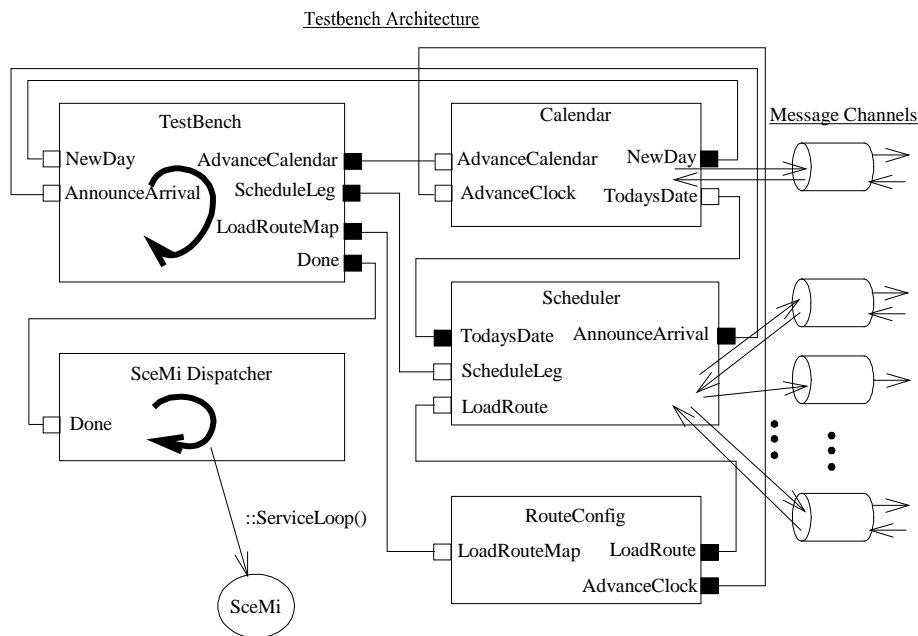 Testbench Architecture
TestBench
NewDay
AnnounceArrival
AdvanceCalendar
ScheduleLeg
LoadRouteMap
Done
Calendar
AdvanceCalendar
AdvanceClock
NewDay
TodaysDate
Message Channels
Scheduler
TodaysDate
ScheduleLeg
LoadRoute
AnnounceArrival
SceMi Dispatcher
Done
::ServiceLoop()
SceMi
RouteConfig
LoadRouteMap
LoadRoute
AdvanceClock